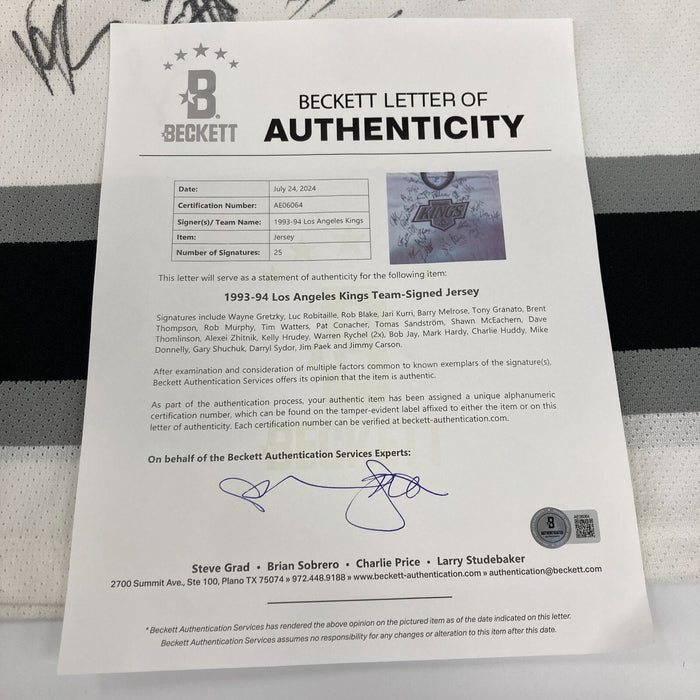 B
BECKETT
BECKETT LETTER OF
AUTHENTICITY
Date: July 24, 2024
Certification Number: AE06064
Signer(s)/ Team Name: 1993-94 Los Angeles Kings
Item: Jersey
Number of Signatures: 25
KINGS
This letter will serve as a statement of authenticity for the following item:
1993-94 Los Angeles Kings Team-Signed Jersey
Signatures include Wayne Gretzky, Luc Robitaille, Rob Blake, Jari Kurri, Barry Melrose, Tony Granato, Brent
Thompson, Rob Murphy, Tim Watters, Pat Conacher, Tomas Sandström, Shawn McEachern, Dave
Thomlinson, Alexei Zhitnik, Kelly Hrudey, Warren Rychel (2x), Bob Jay, Mark Hardy, Charlie Huddy, Mike
Donnelly, Gary Shuchuk, Darryl Sydor, Jim Paek and Jimmy Carson.
After examination and consideration of multiple factors common to known exemplars of the signature(s),
Beckett Authentication Services offers its opinion that the item is authentic.
As part of the authentication process, your authentic item has been assigned a unique alphanumeric
certification number, which can be found on the tamper-evident label affixed to either the item or on this
letter of authenticity. Each certification number can be verified at beckett-authentication.com.
BECKETT
On behalf of the Beckett Authentication Services Experts:
B
Steve Grad • Brian Sobrero • Charlie Price • Larry Studebaker
2700 Summit Ave., Ste 100, Plano TX 75074 » 972.448.9188 » www.beckett-authentication.com » authentication@beckett.com
*Beckett Authentication Services has rendered the above opinion on the pictured item as of the date indicated on this letter.
Beckett Authentication Services assumes no responsibility for any changes or alteration to this item after this date.